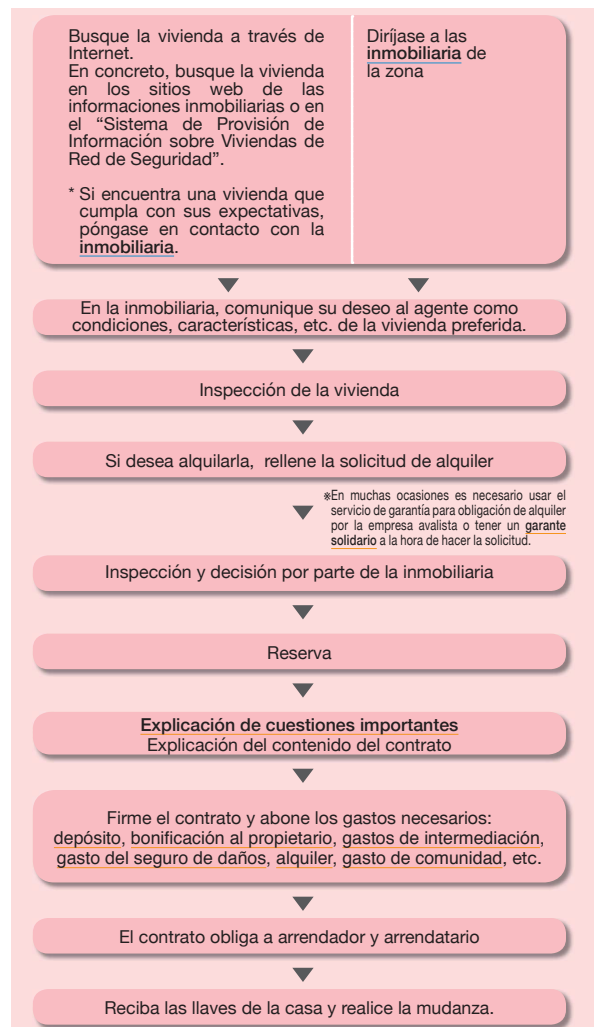 Busque la vivienda a través de
Internet.
En concreto, busque la vivienda
en los sitios web de las
informaciones inmobiliarias o en
el “Sistema de Provisión de
Información sobre Viviendas de
Red de Seguridad”.
* Si encuentra una vivienda que
cumpla con sus expectativas,
póngase en contacto con la
inmobiliaria.
Diríjase a las
inmobiliaria de
la zona
En la inmobiliaria, comunique su deseo al agente como
condiciones, características, etc. de la vivienda preferida.
Inspección de la vivienda
Si desea alquilarla, rellene la solicitud de alquiler
※En muchas ocasiones es necesario usar el
servicio de garantía para obligación de alquiler
por la empresa avalista o tener un garante
solidario a la hora de hacer la solicitud.
Inspección y decisión por parte de la inmobiliaria
Reserva
Explicación de cuestiones importantes
Explicación del contenido del contrato
Firme el contrato y abone los gastos necesarios:
depósito, bonificación al propietario, gastos de intermediación,
gasto del seguro de daños, alquiler, gasto de comunidad, etc.
El contrato obliga a arrendador y arrendatario
Reciba las llaves de la casa y realice la mudanza.